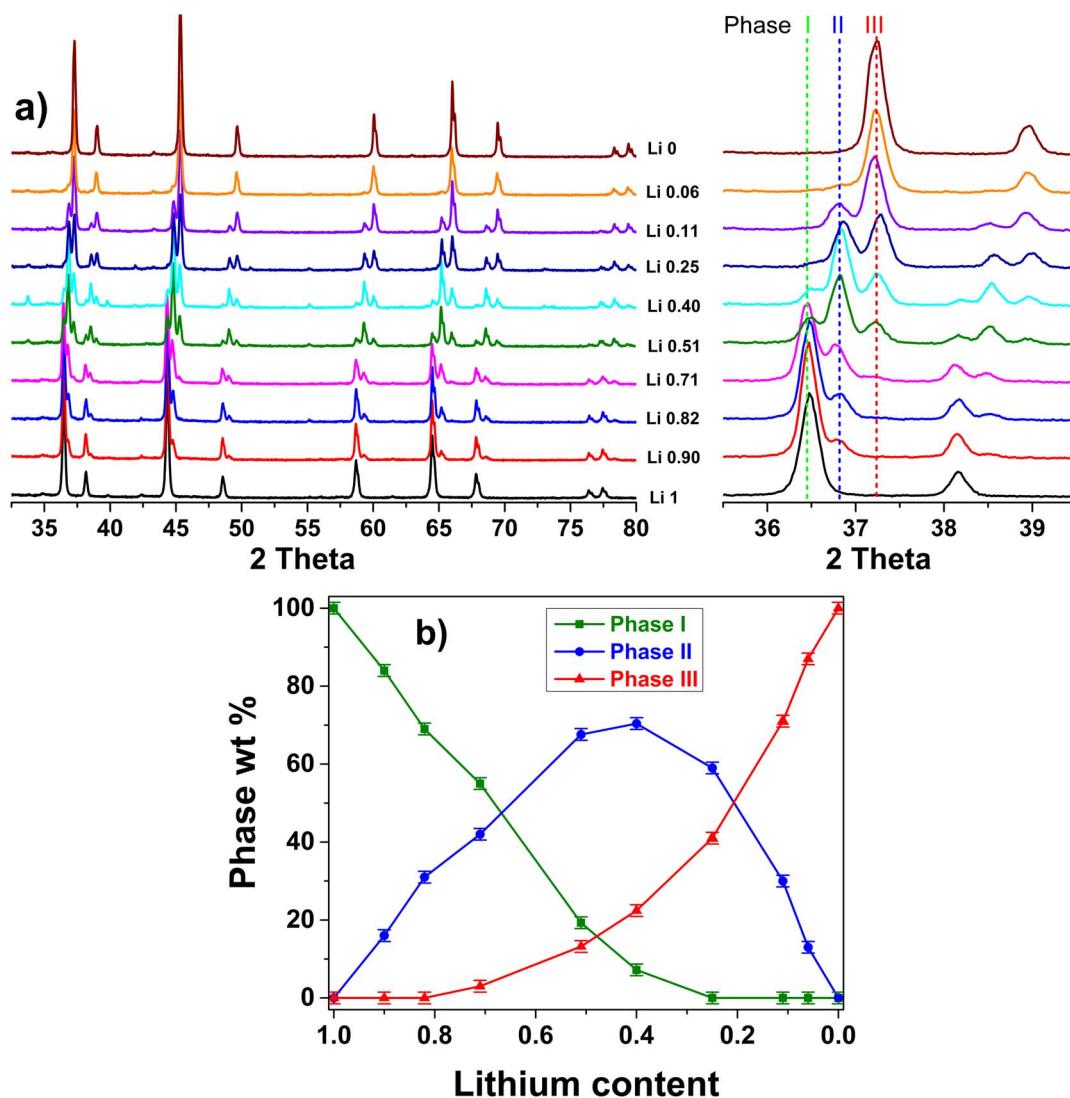 a)
Li 0
Li 0.06
Li 0.11
Li 0.25
Li 0.40
Li 0.51
Li 0.71
Li 0.82
Li 0.90
Li 1
35 40 45 50 55 60 65 70 75 80
2 Theta
Phase I II III
36 37 38 39
2 Theta
b)
Phase I
Phase II
Phase III
100
80
60
40
20
0
Phase wt %
1.0 0.8 0.6 0.4 0.2 0.0
Lithium content